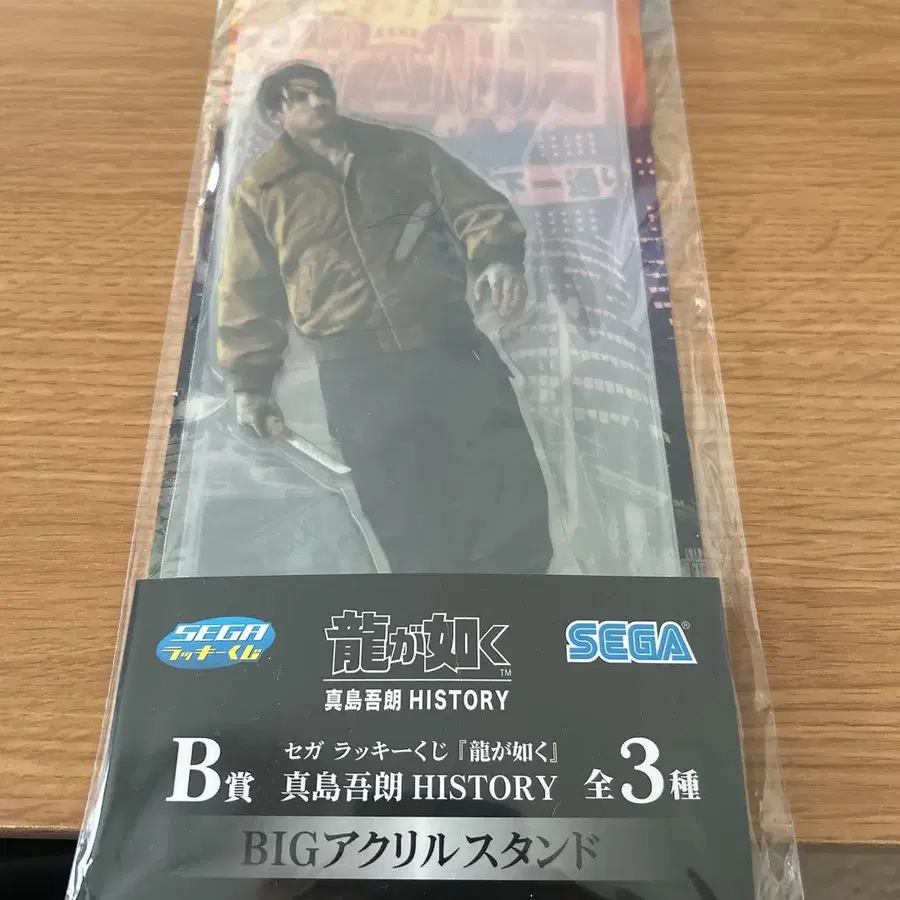 SEGA
ラッキーくじ
龍が如く
TM
真島吾朗 HISTORY
SEGA®
B賞
セガ ラッキーくじ『龍が如く』
真島吾朗 HISTORY
全3種
BIGアクリルスタンド